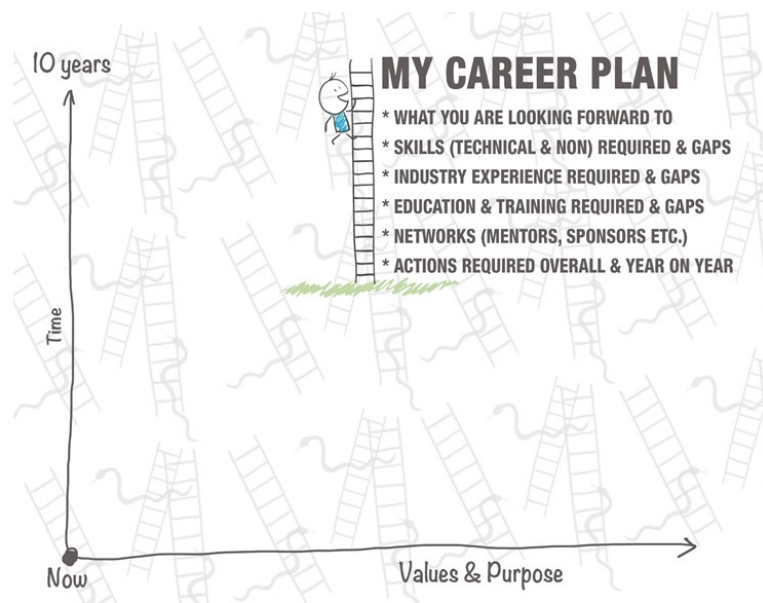 10 years
MY CAREER PLAN
* WHAT YOU ARE LOOKING FORWARD TO
* SKILLS (TECHNICAL & NON) REQUIRED & GAPS
* INDUSTRY EXPERIENCE REQUIRED & GAPS
* EDUCATION & TRAINING REQUIRED & GAPS
* NETWORKS (MENTORS, SPONSORS ETC.)
* ACTIONS REQUIRED OVERALL & YEAR ON YEAR
Time
Now
Values & Purpose